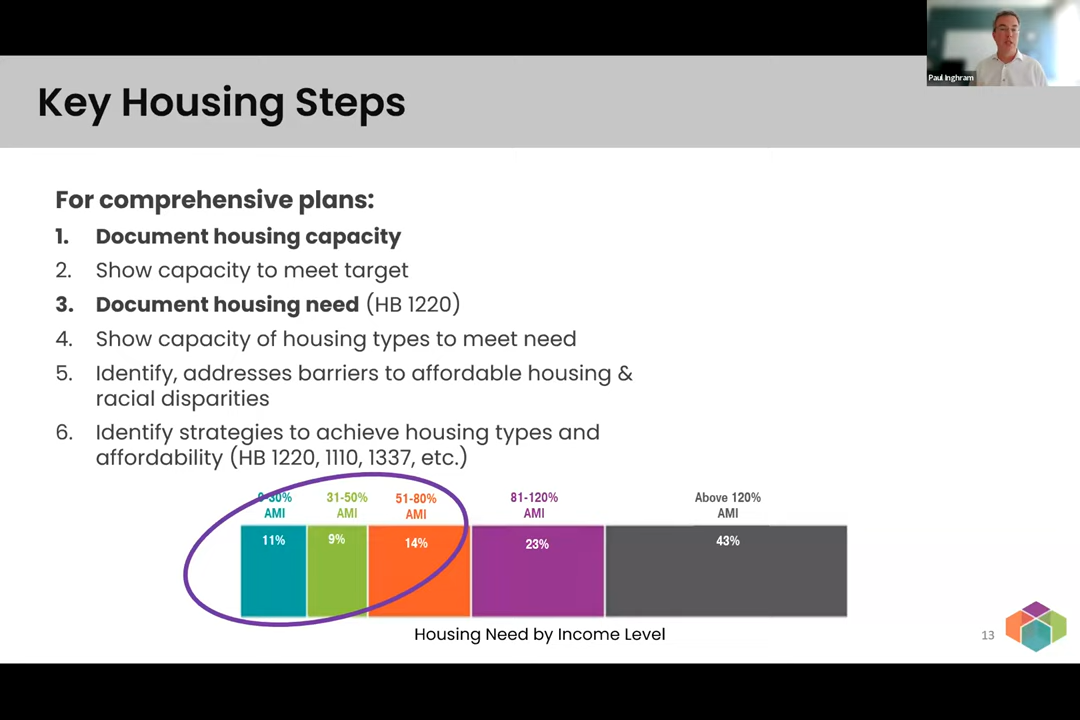 Paul Inghram
Key Housing Steps
For comprehensive plans:
1. Document housing capacity
2. Show capacity to meet target
3. Document housing need (HB 1220)
4. Show capacity of housing types to meet need
5. Identify, addresses barriers to affordable housing &
racial disparities
6. Identify strategies to achieve housing types and
affordability (HB 1220, 1110, 1337, etc.)
0-30%
AMI
31-50%
AMI
51-80%
AMI
81-120%
AMI
Above 120%
AMI
11%
9%
14%
23%
43%
Housing Need by Income Level
13